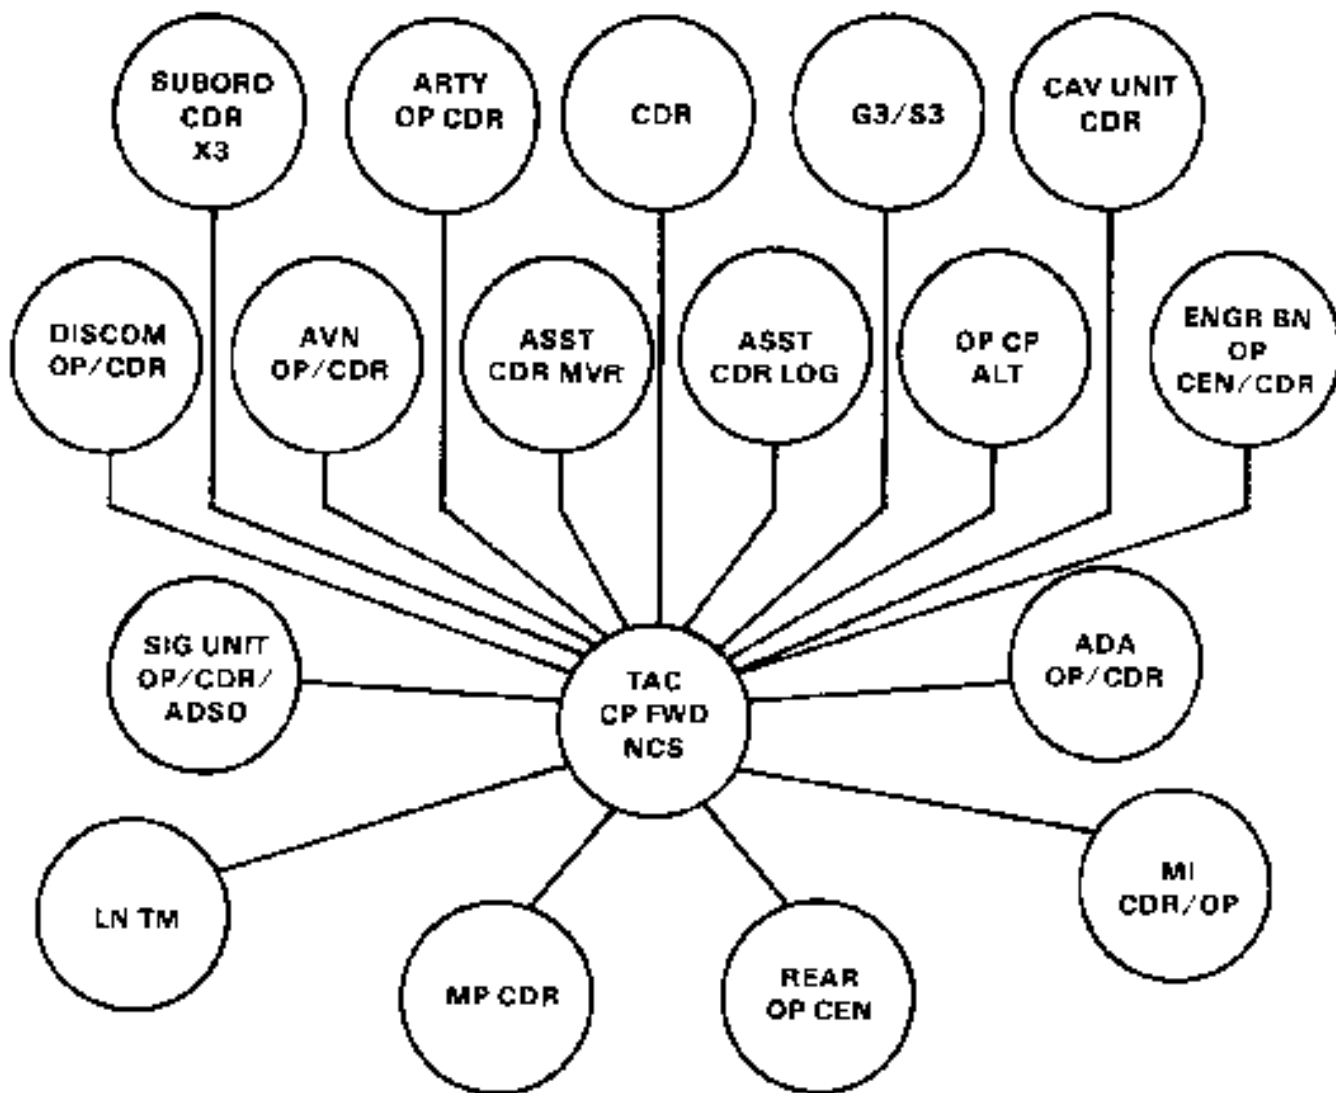 SUBORD
CDR
X3
ARTY
OP CDR
CDR
G3/S3
CAV UNIT
CDR
DISCOM
OP/CDR
AVN
OP/CDR
ASST
CDR MVR
ASST
CDR LOG
OP CP
ALT
ENGR BN
OP
CEN/CDR
SIG UNIT
OP/CDR/
ADSO
TAC
CP FWD
NCS
ADA
OP/CDR
LN TM
MP CDR
REAR
OP CEN
MI
CDR/OP